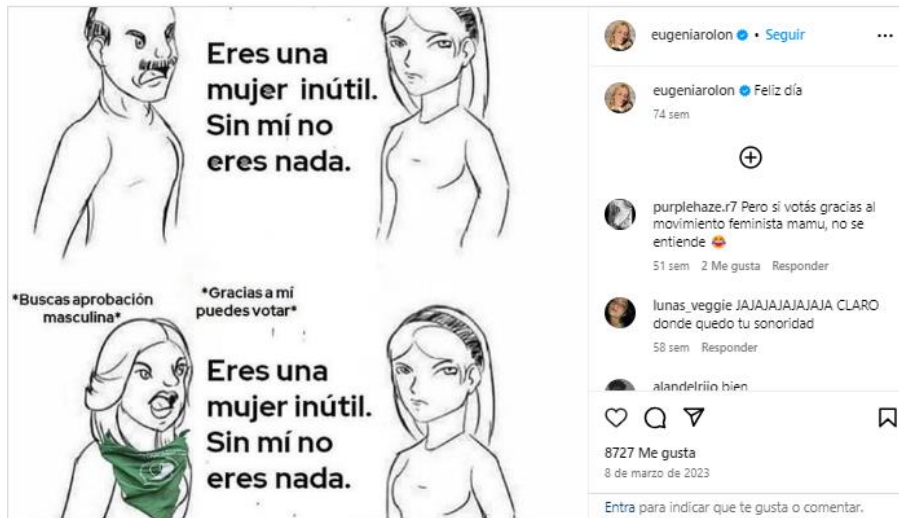 Eres una
mujer inútil.
Sin mí no
eres nada.
*Buscas aprobación
masculina*
*Gracias a mí
puedes votar*
Eres una
mujer inútil.
Sin mí no
eres nada.
eugeniarolon • Seguir
eugeniarolon Feliz día
74 sem
purplehaze.r7 Pero si votás gracias al
movimiento feminista mamu, no se
entiende 😂
51 sem 2 Me gusta Responder
lunas_veggie JAJAJAJAJAJAJA CLARO
donde quedo tu sonoridad
58 sem Responder
alandelrijo bien
8727 Me gusta
8 de marzo de 2023
Entra para indicar que te gusta o comentar.